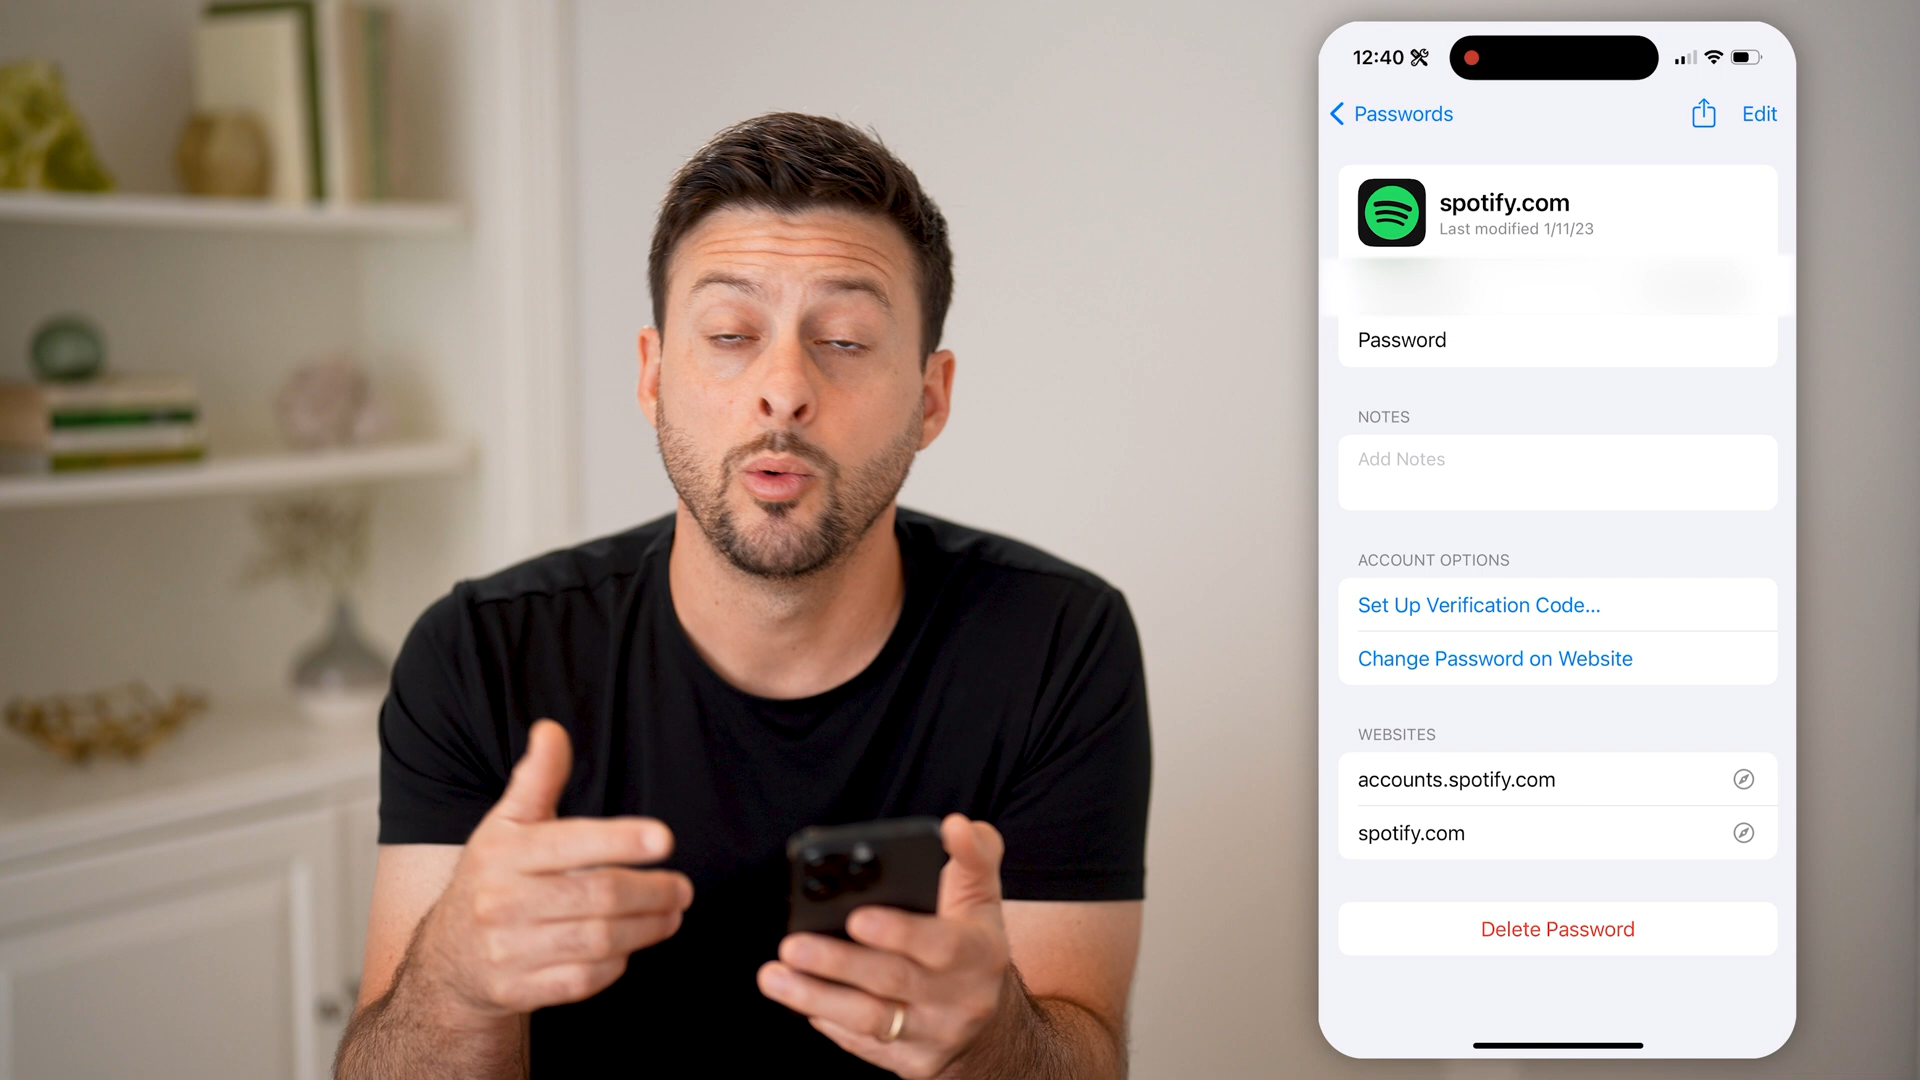 12:40
Passwords
Edit
spotify.com
Last modified 1/11/23
Password
NOTES
Add Notes
ACCOUNT OPTIONS
Set Up Verification Code...
Change Password on Website
WEBSITES
accounts.spotify.com
spotify.com
Delete Password